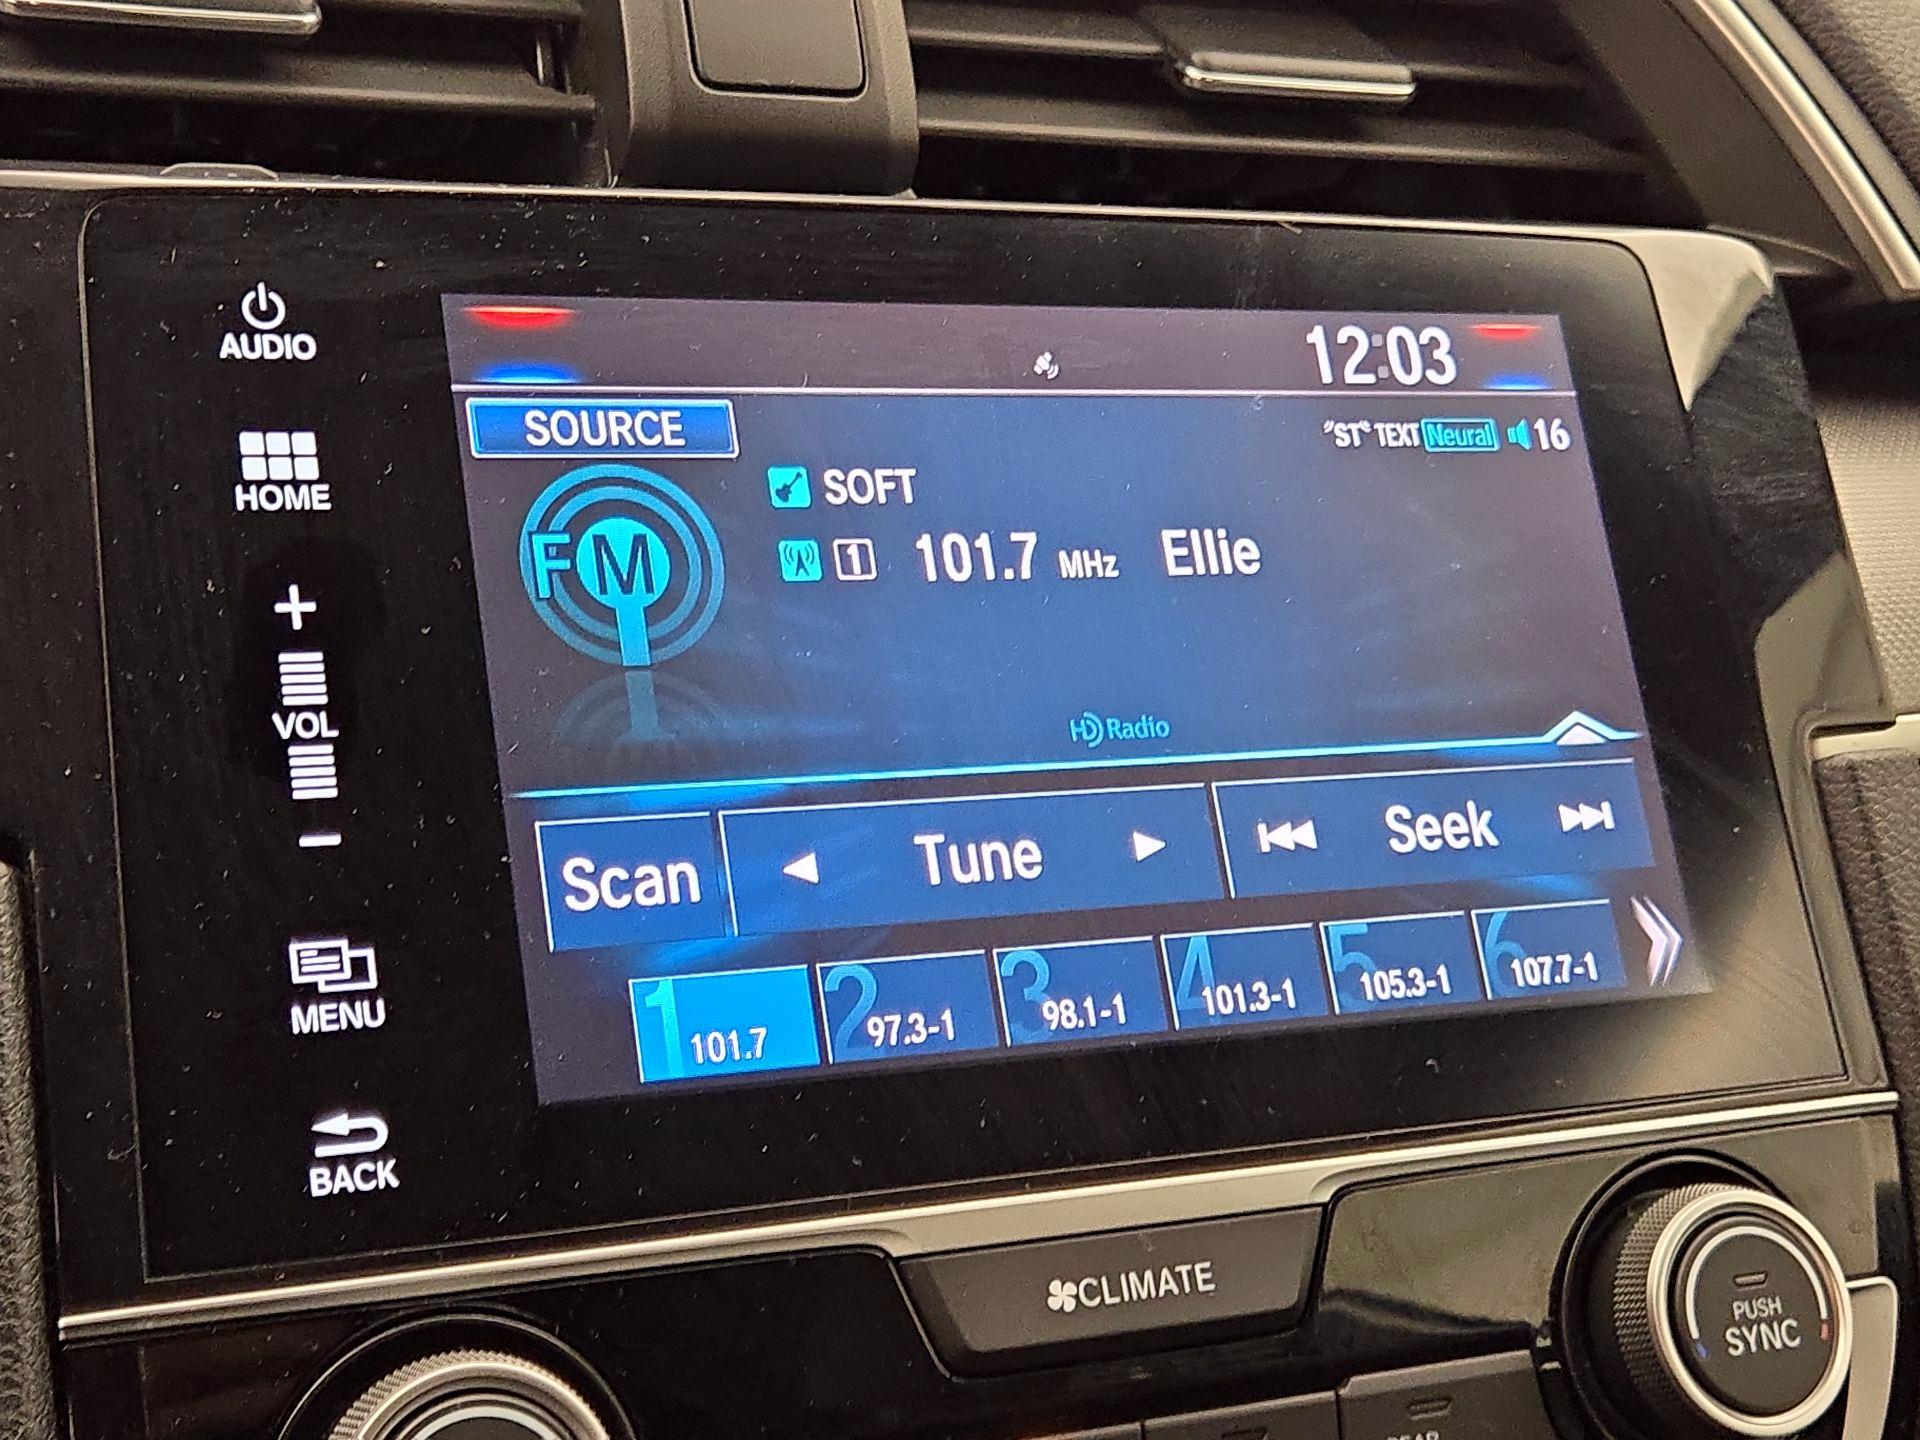 AUDIO
HOME
+
VOL
−
MENU
BACK
12:03
SOURCE
"ST" TEXT Neural 16
FM
SOFT
1 101.7 MHz Ellie
HD Radio
Scan
Tune
Seek
1 101.7
2 97.3-1
3 98.1-1
4 101.3-1
5 105.3-1
6 107.7-1
CLIMATE
PUSH
SYNC